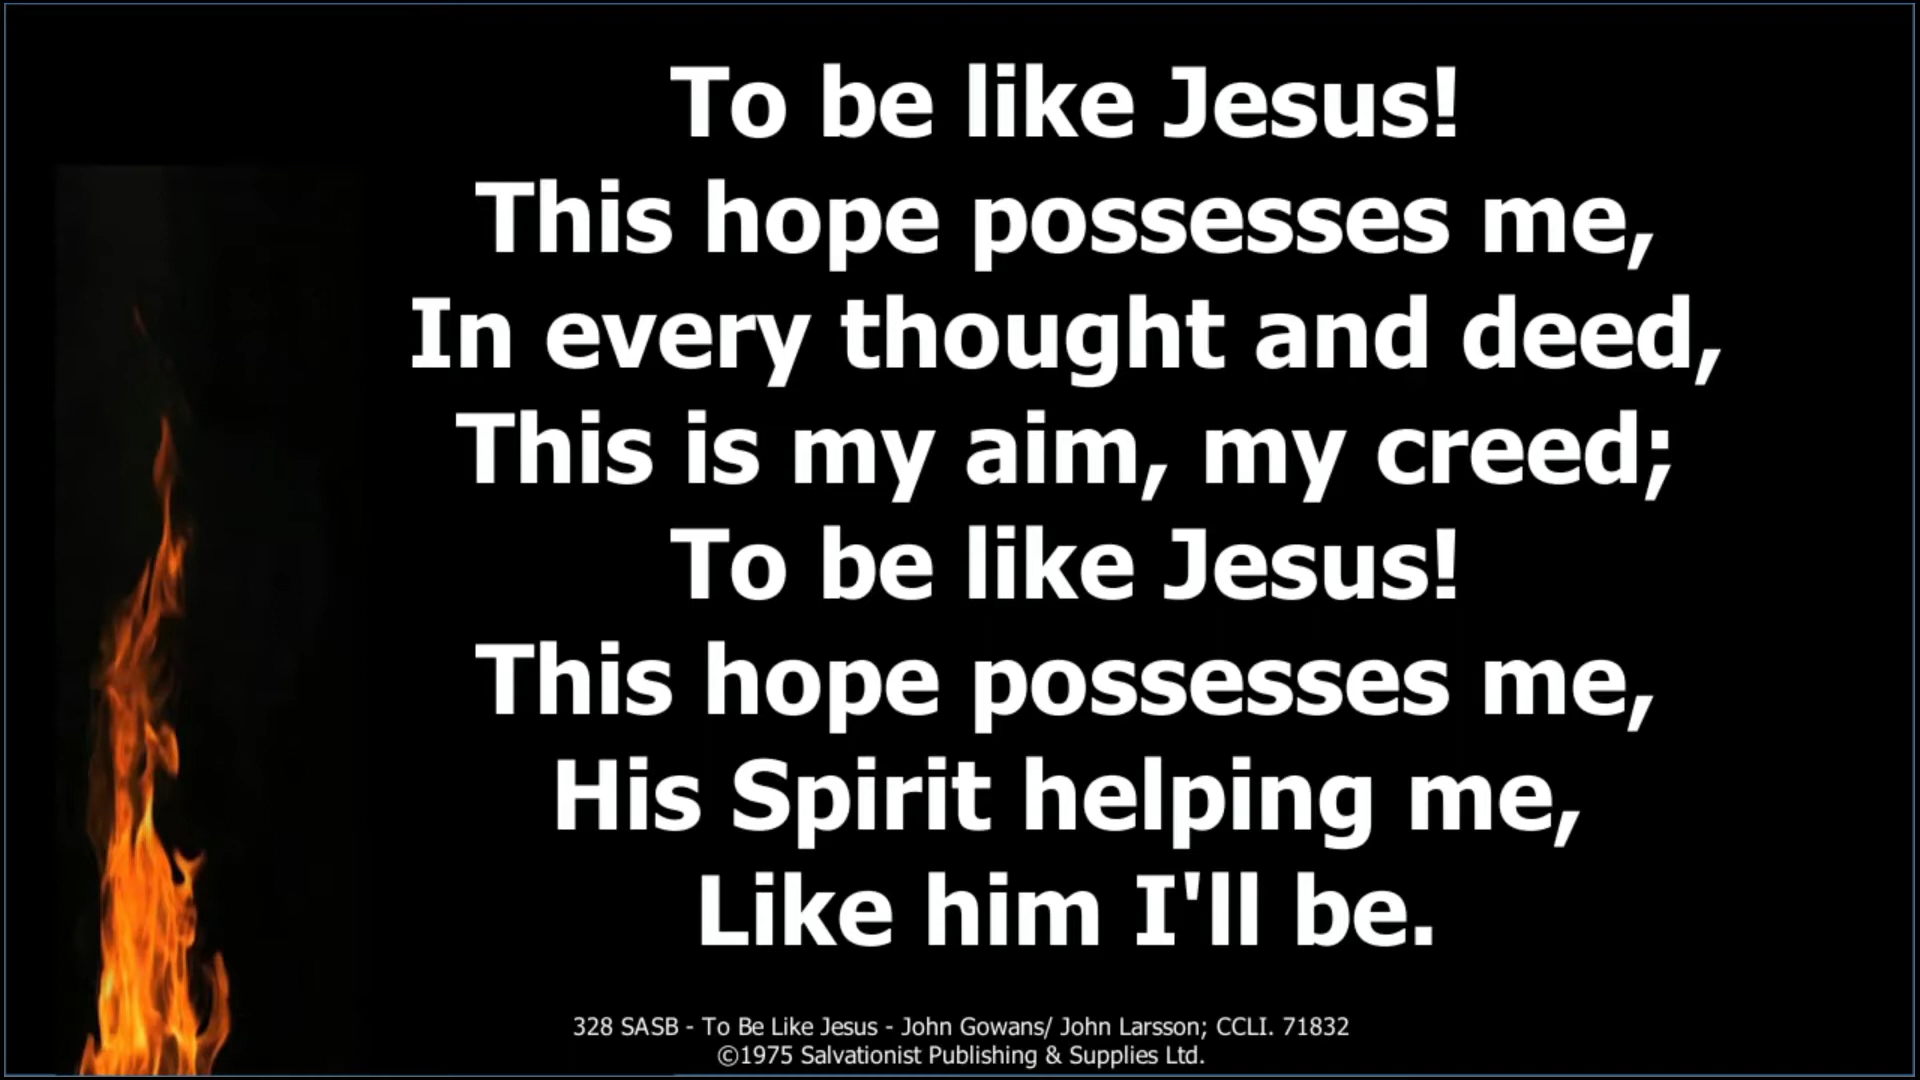 To be like Jesus!
This hope possesses me,
In every thought and deed,
This is my aim, my creed;
To be like Jesus!
This hope possesses me,
His Spirit helping me,
Like him I'll be.
328 SASB - To Be Like Jesus - John Gowans/ John Larsson; CCLI. 71832
©1975 Salvationist Publishing & Supplies Ltd.